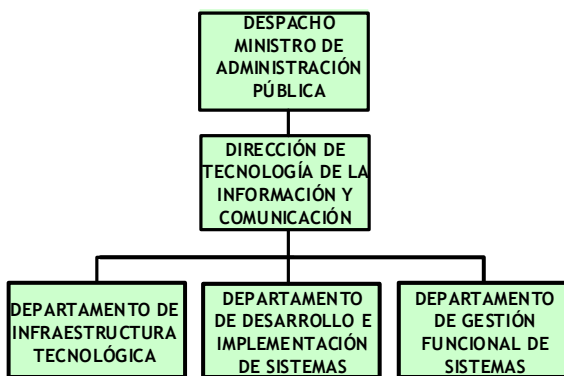 DESPACHO
MINISTRO DE
ADMINISTRACIÓN
PÚBLICA
DIRECCIÓN DE
TECNOLOGÍA DE LA
INFORMACIÓN Y
COMUNICACIÓN
DEPARTAMENTO DE
INFRAESTRUCTURA
TECNOLÓGICA
DEPARTAMENTO
DE DESARROLLO E
IMPLEMENTACIÓN
DE SISTEMAS
DEPARTAMENTO
DE GESTIÓN
FUNCIONAL DE
SISTEMAS